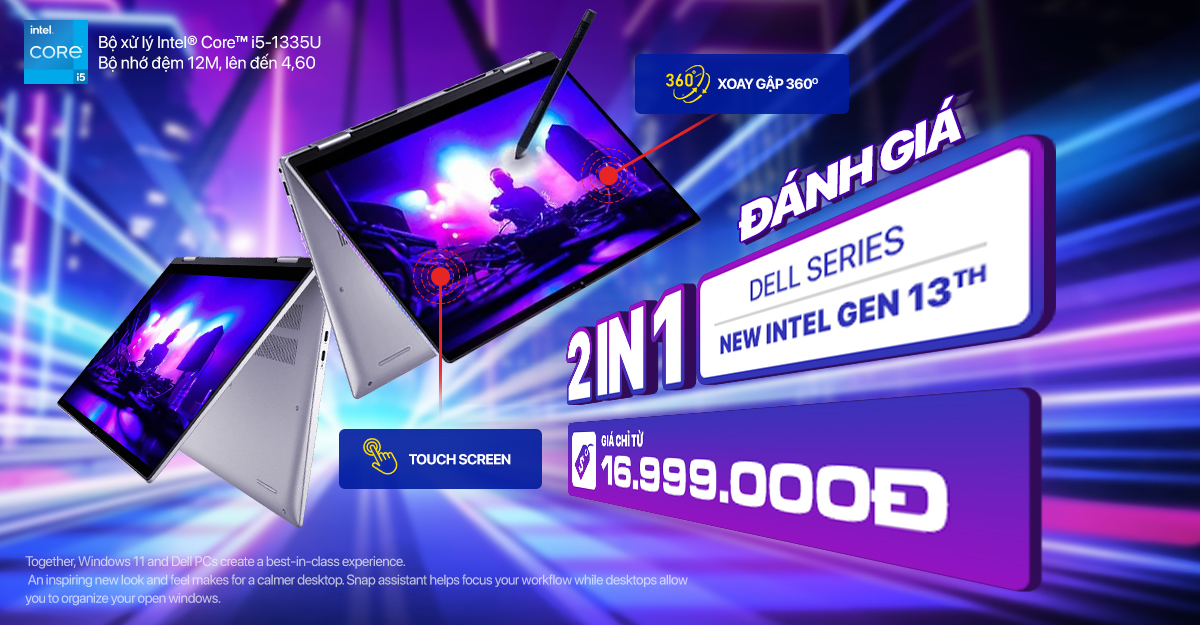 intel
CORE
i5
Bộ xử lý Intel® Core™ i5-1335U
Bộ nhớ đệm 12M, lên đến 4,60
360°
XOAY GẬP 360º
ĐÁNH GIÁ
DELL SERIES
NEW INTEL GEN 13TH
2IN1
TOUCH SCREEN
GIÁ CHỈ TỪ
16.999.000Đ
Together, Windows 11 and Dell PCs create a best-in-class experience.
An inspiring new look and feel makes for a calmer desktop. Snap assistant helps focus your workflow while desktops allow
you to organize your open windows.